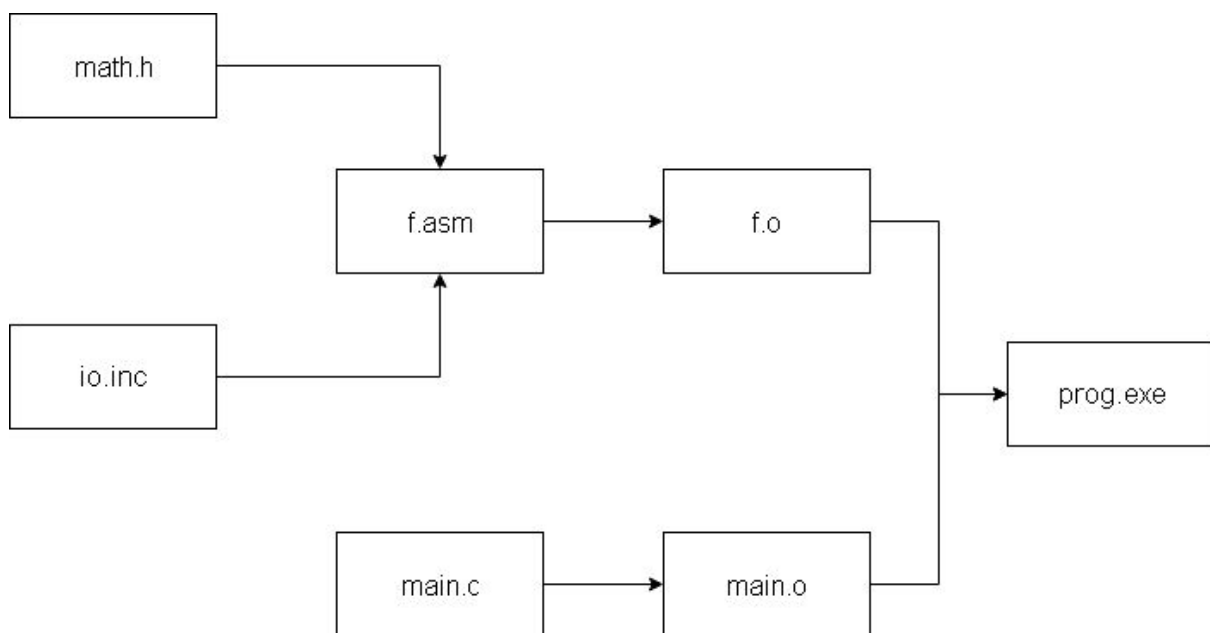 math.h
f.asm
f.o
io.inc
prog.exe
main.c
main.o